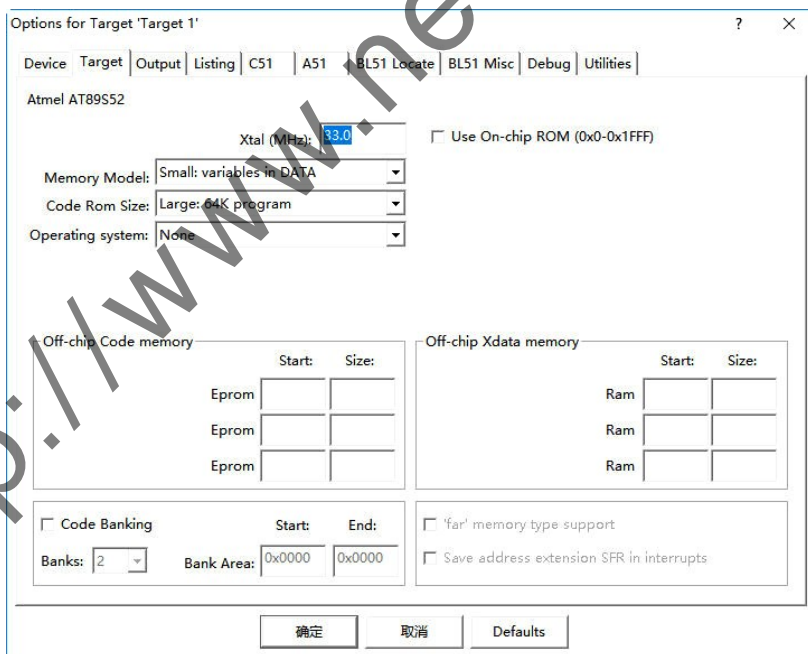 Options for Target 'Target 1'
? ×
Device Target Output Listing C51 A51 BL51 Locate BL51 Misc Debug Utilities
Atmel AT89S52
Xtal (MHz): 33.0 Use On-chip ROM (0x0-0x1FFF)
Memory Model: Small: variables in DATA
Code Rom Size: Large: 64K program
Operating system: None
Off-chip Code memory
Start: Size:
Eprom
Eprom
Eprom
Off-chip Xdata memory
Start: Size:
Ram
Ram
Ram
Code Banking Start: End:
Banks: 2 Bank Area: 0x0000 0x0000
'far' memory type support
Save address extension SFR in interrupts
确定 取消 Defaults
p://www.ne